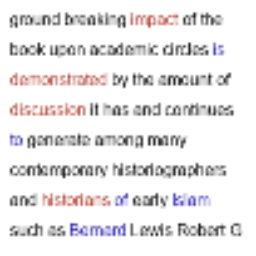 ground breaking impact of the
book upon academic circles is
demonstrated by the amount of
discussion it has and continues
to generate among many
contemporary historiographers
and historians of early Islam
such as Bernard Lewis Robert G